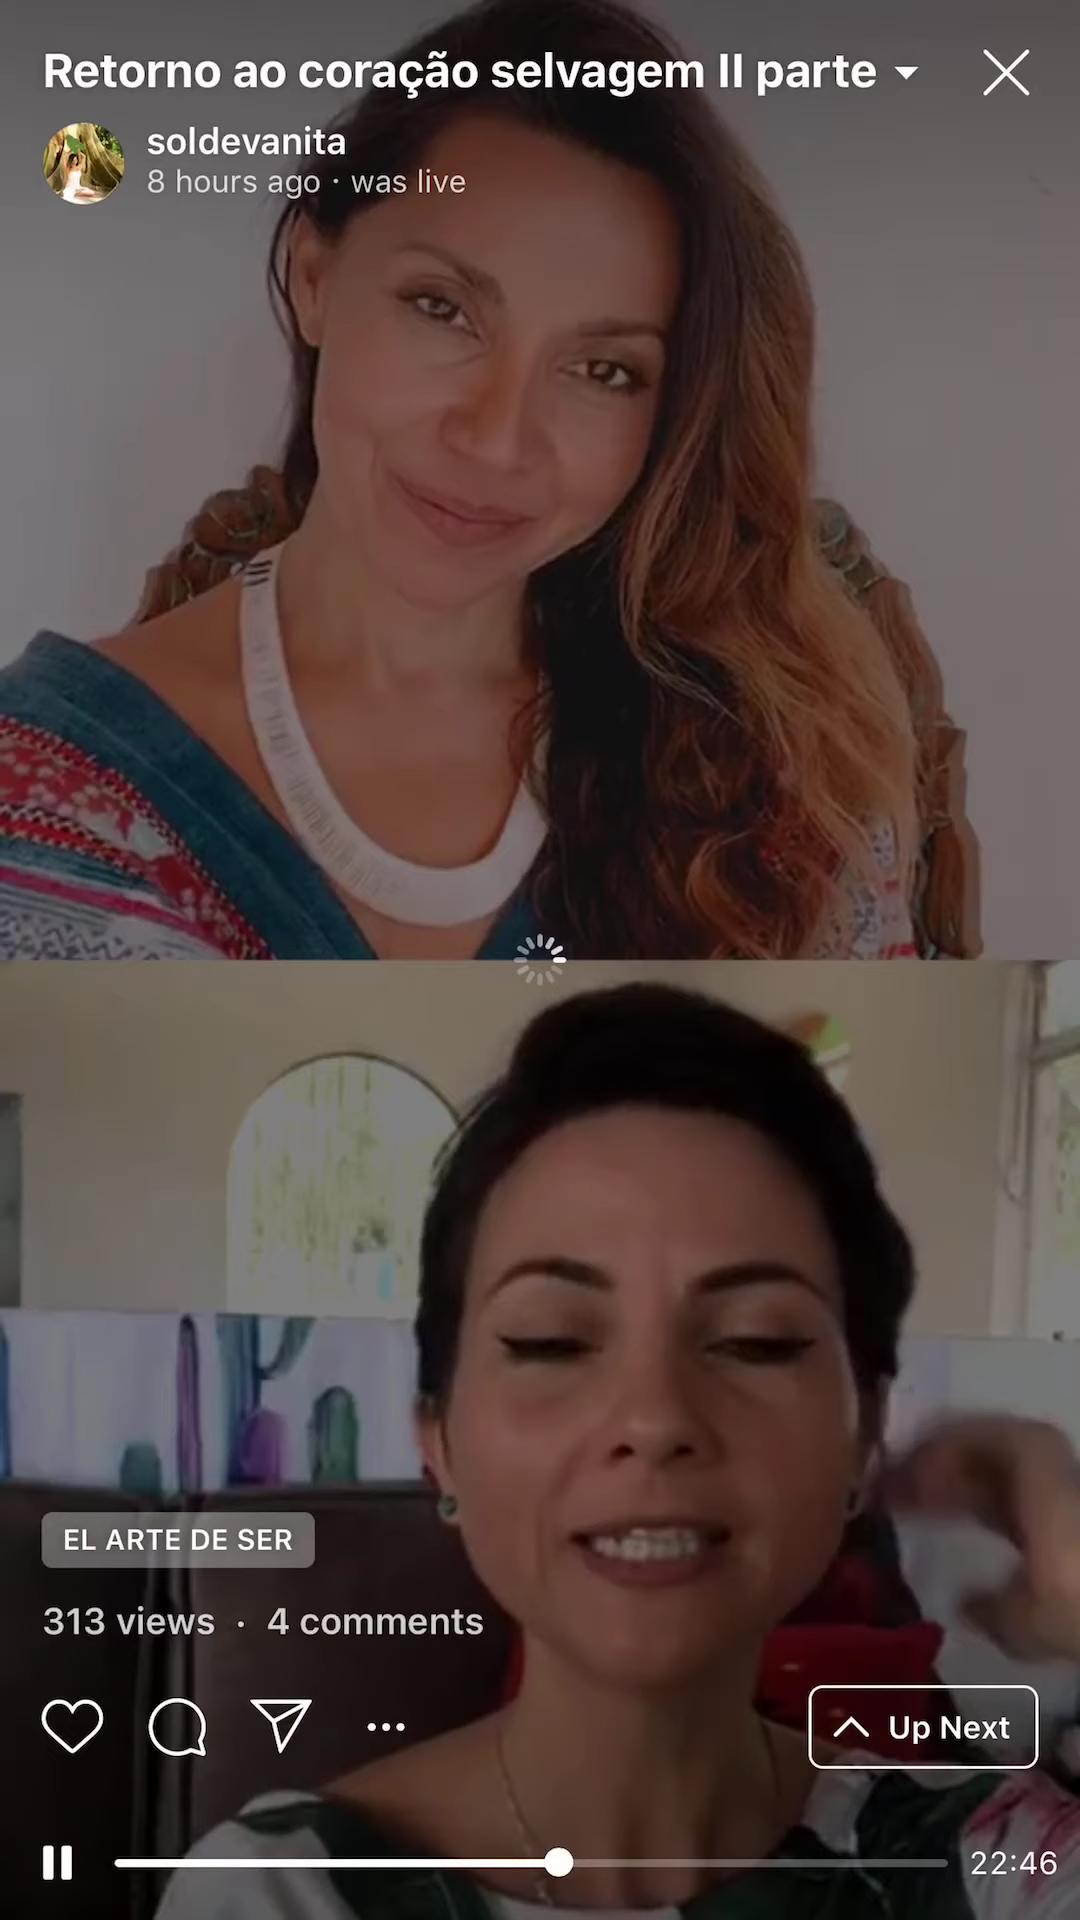 Retorno ao coração selvagem II parte
soldevanita
8 hours ago · was live
EL ARTE DE SER
313 views · 4 comments
Up Next
22:46